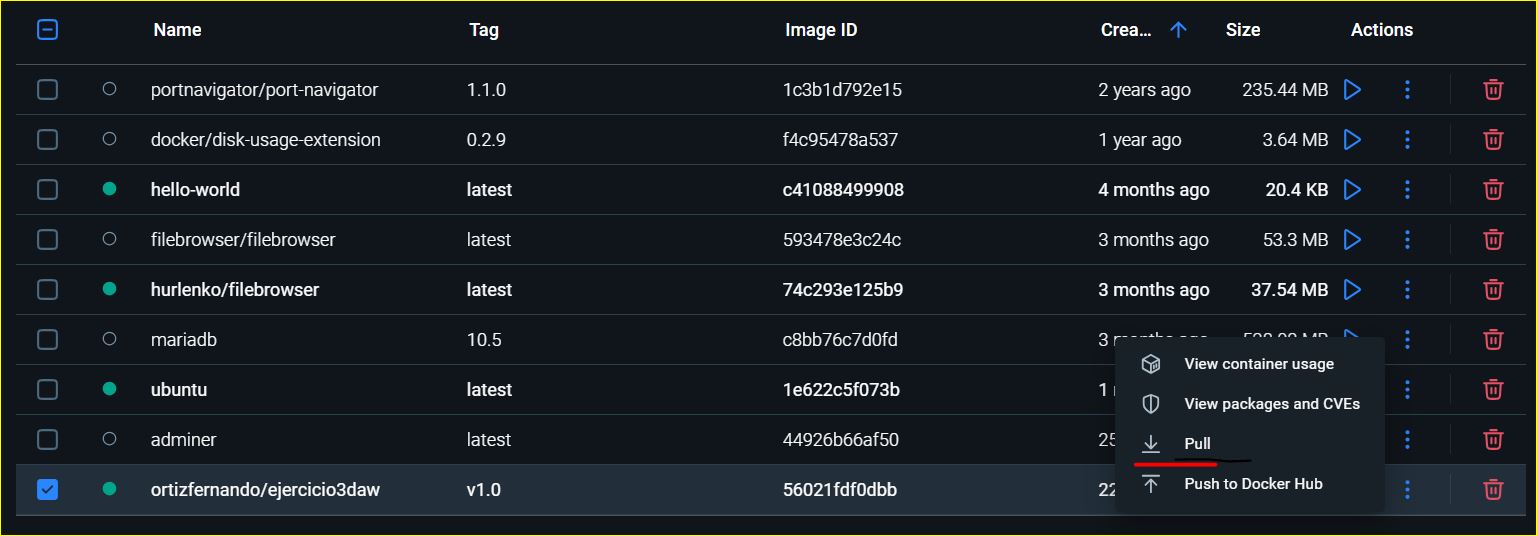 Name Tag Image ID Crea... Size Actions
portnavigator/port-navigator 1.1.0 1c3b1d792e15 2 years ago 235.44 MB
docker/disk-usage-extension 0.2.9 f4c95478a537 1 year ago 3.64 MB
hello-world latest c41088499908 4 months ago 20.4 KB
filebrowser/filebrowser latest 593478e3c24c 3 months ago 53.3 MB
hurlenko/filebrowser latest 74c293e125b9 3 months ago 37.54 MB
mariadb 10.5 c8bb76c7d0fd 3
View container usage
ubuntu latest 1e622c5f073b 1
View packages and CVEs
adminer latest 44926b66af50 25
Pull
ortizfernando/ejercicio3daw v1.0 56021fdf0dbb 22
Push to Docker Hub